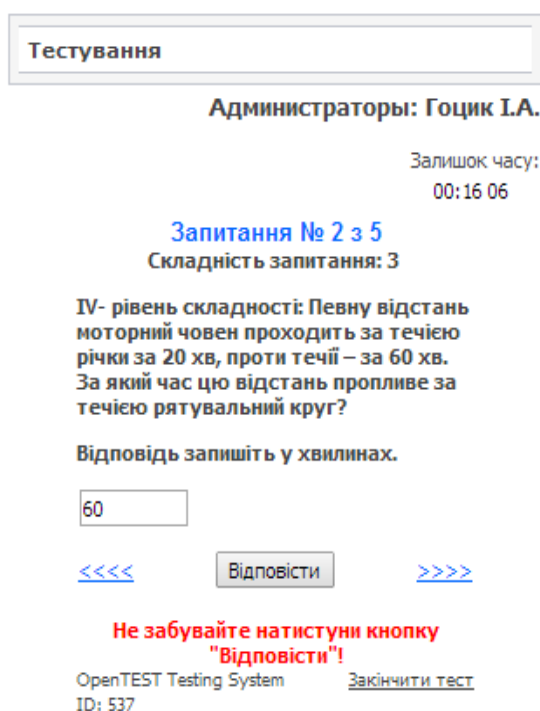 Тестування
Администраторы: Гоцик І.А.
Залишок часу:
00:16 06
Запитання № 2 з 5
Складність запитання: 3
IV- рівень складності: Певну відстань
моторний човен проходить за течією
річки за 20 хв, проти течії – за 60 хв.
За який час цю відстань пропливе за
течією рятувальний круг?
Відповідь запишіть у хвилинах.
60
<<<< Відповісти >>>>
Не забувайте натистуни кнопку
"Відповісти"!
OpenTEST Testing System Закінчити тест
ID: 537